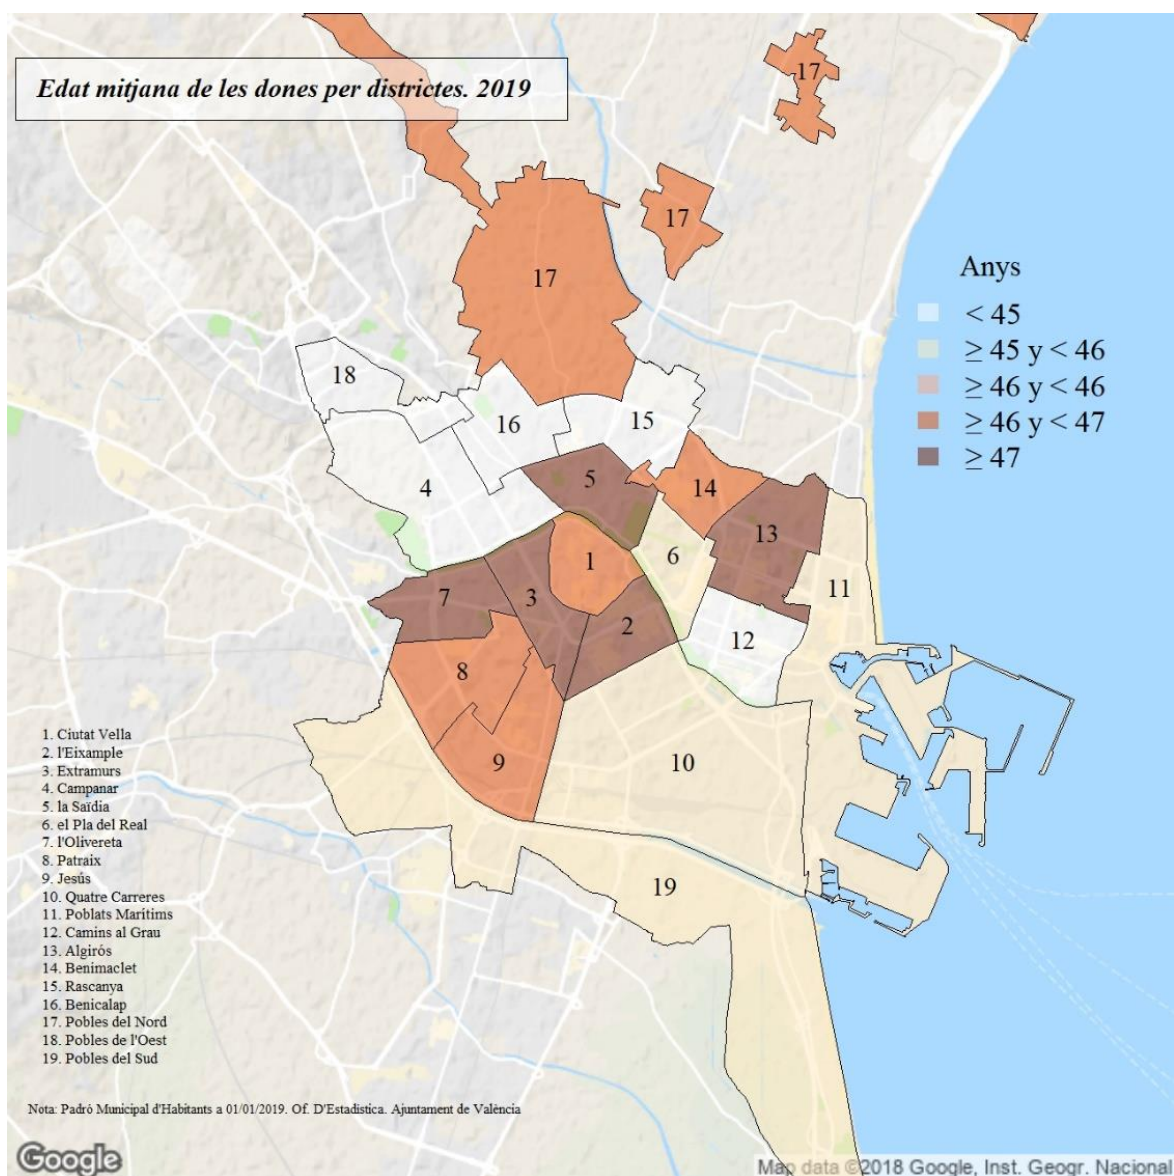 Edat mitjana de les dones per districtes. 2019
17
17
17
Anys
< 45
≥ 45 y < 46
≥ 46 y < 46
≥ 46 y < 47
≥ 47
18
16
15
4
5
14
13
1
6
11
7
3
2
12
8
9
10
19
1. Ciutat Vella
2. l'Eixample
3. Extramurs
4. Campanar
5. la Saïdia
6. el Pla del Real
7. l'Olivereta
8. Patraix
9. Jesús
10. Quatre Carreres
11. Poblats Marítims
12. Camins al Grau
13. Algirós
14. Benimaclet
15. Rascanya
16. Benicalap
17. Pobles del Nord
18. Pobles de l'Oest
19. Pobles del Sud
Nota: Padró Municipal d'Habitants a 01/01/2019. Of. D'Estadística. Ajuntament de València
Google
Map data ©2018 Google, Inst. Geogr. Naciona